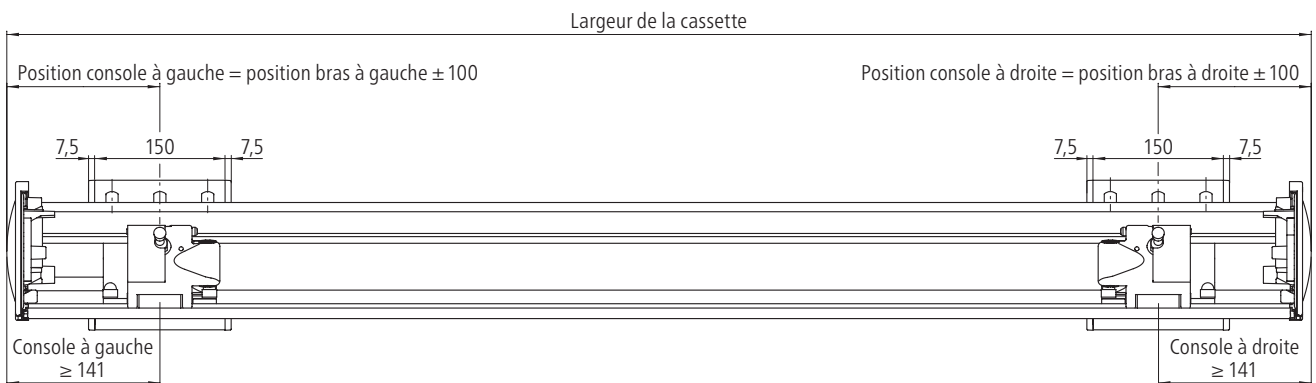 Largeur de la cassette
Position console à gauche = position bras à gauche ± 100
Position console à droite = position bras à droite ± 100
7,5 150 7,5
7,5 150 7,5
Console à gauche
≥ 141
Console à droite
≥ 141